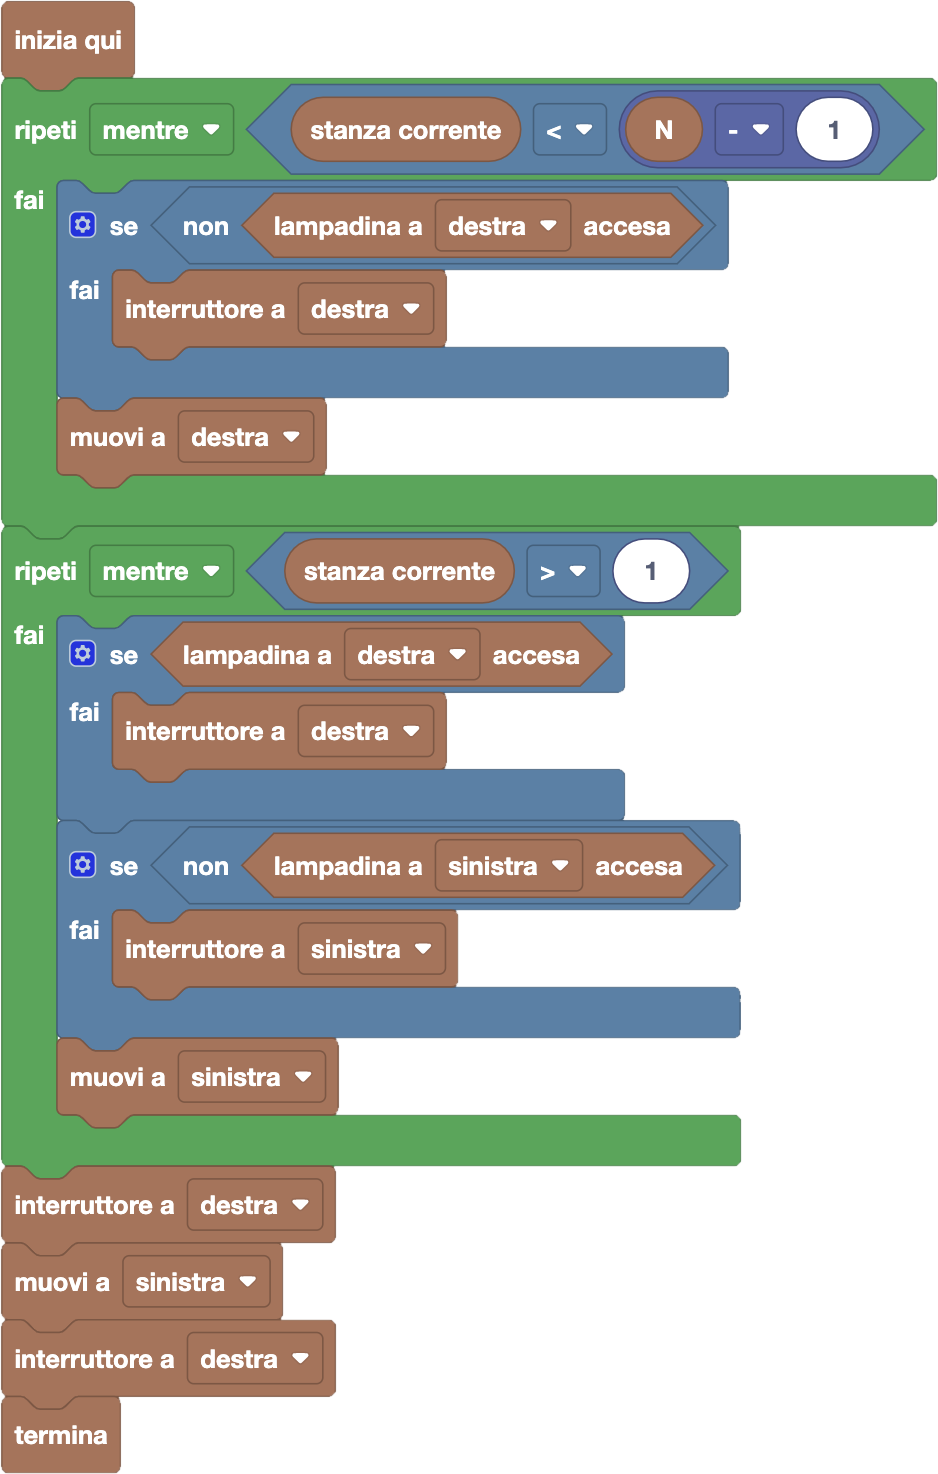 inizia qui
ripeti mentre stanza corrente < N - 1
fai
se non lampadina a destra accesa
fai
interruttore a destra
muovi a destra
ripeti mentre stanza corrente > 1
fai
se lampadina a destra accesa
fai
interruttore a destra
se non lampadina a sinistra accesa
fai
interruttore a sinistra
muovi a sinistra
interruttore a destra
muovi a sinistra
interruttore a destra
termina